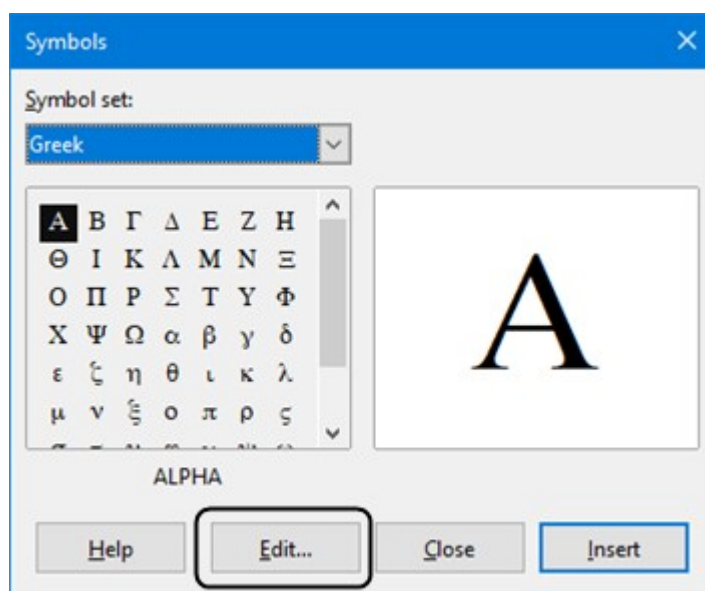 Symbols
Symbol set:
Greek
Α Β Γ Δ Ε Ζ Η
Θ Ι Κ Λ Μ Ν Ξ
Ο Π Ρ Σ Τ Υ Φ
Χ Ψ Ω α β γ δ
ε ζ η θ ι κ λ
μ ν ξ ο π ρ ς
Α
ALPHA
Help Edit... Close Insert